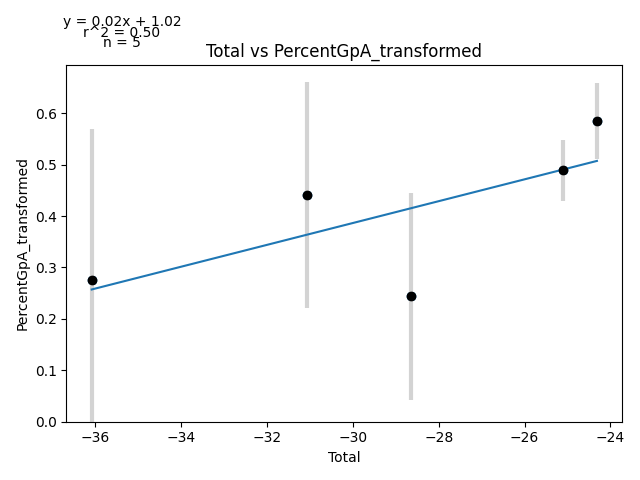 y = 0.02x + 1.02
r^2 = 0.50
n = 5
Total vs PercentGpA_transformed
PercentGpA_transformed
0.6
0.5
0.4
0.3
0.2
0.1
0.0
−36
−34
−32
−30
−28
−26
−24
Total